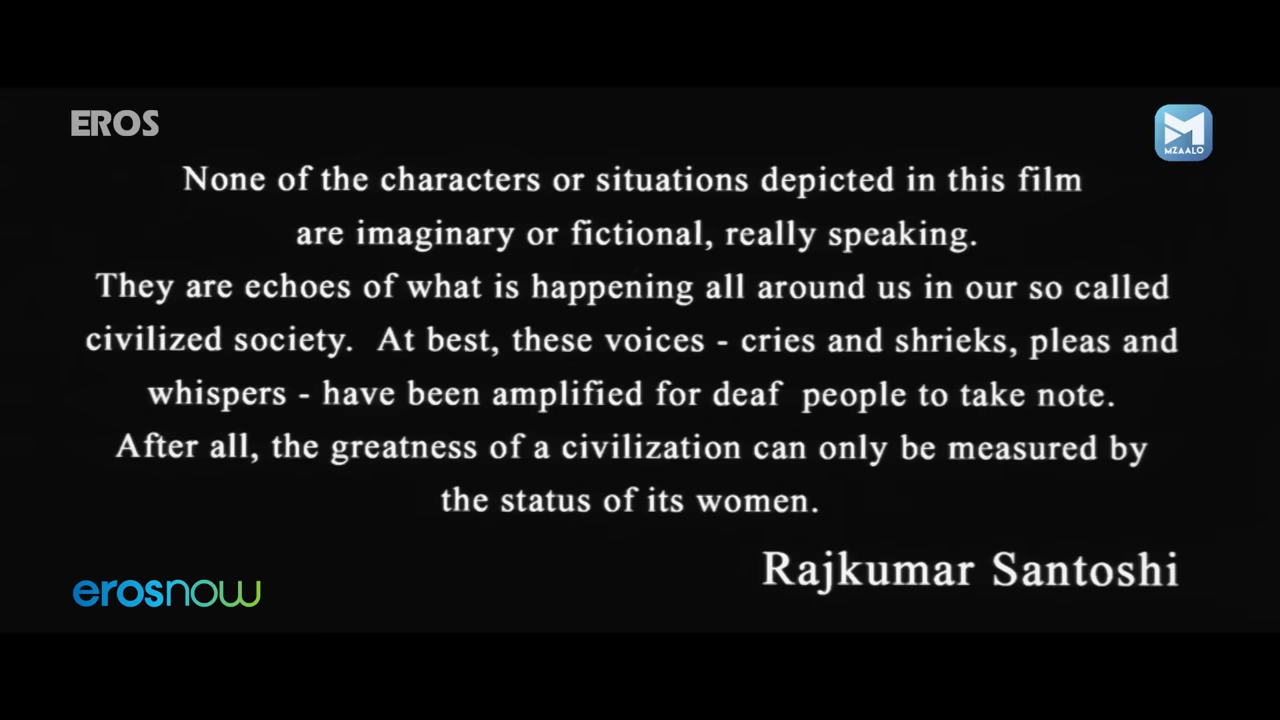 EROS
MZAALO
None of the characters or situations depicted in this film
are imaginary or fictional, really speaking.
They are echoes of what is happening all around us in our so called
civilized society.  At best, these voices - cries and shrieks, pleas and
whispers - have been amplified for deaf  people to take note.
After all, the greatness of a civilization can only be measured by
the status of its women.
Rajkumar Santoshi
erosnow